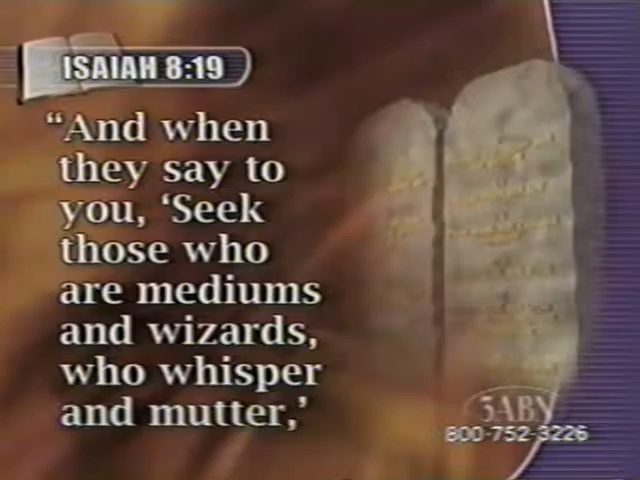 ISAIAH 8:19
“And when
they say to
you, ‘Seek
those who
are mediums
and wizards,
who whisper
and mutter,’
3ABN
800-752-3226